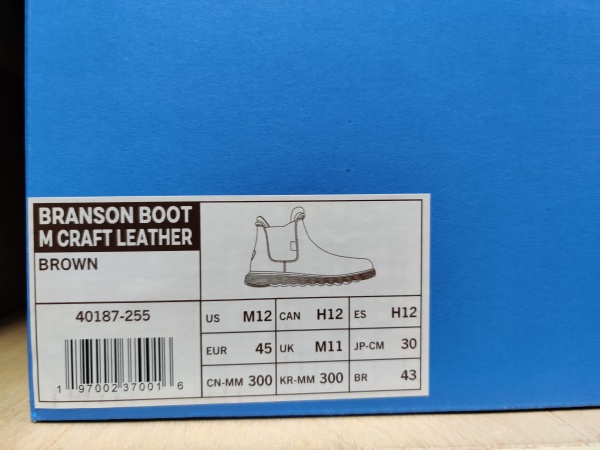 BRANSON BOOT
M CRAFT LEATHER
BROWN
40187-255
1 97002 37001 6
US M12 CAN H12 ES H12
EUR 45 UK M11 JP-CM 30
CN-MM 300 KR-MM 300 BR 43